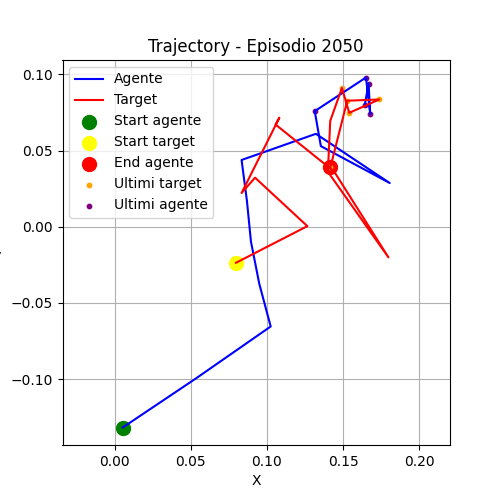 Trajectory - Episodio 2050
Agente
Target
Start agente
Start target
End agente
Ultimi target
Ultimi agente
0.10
0.05
0.00
−0.05
−0.10
0.00
0.05
0.10
0.15
0.20
X